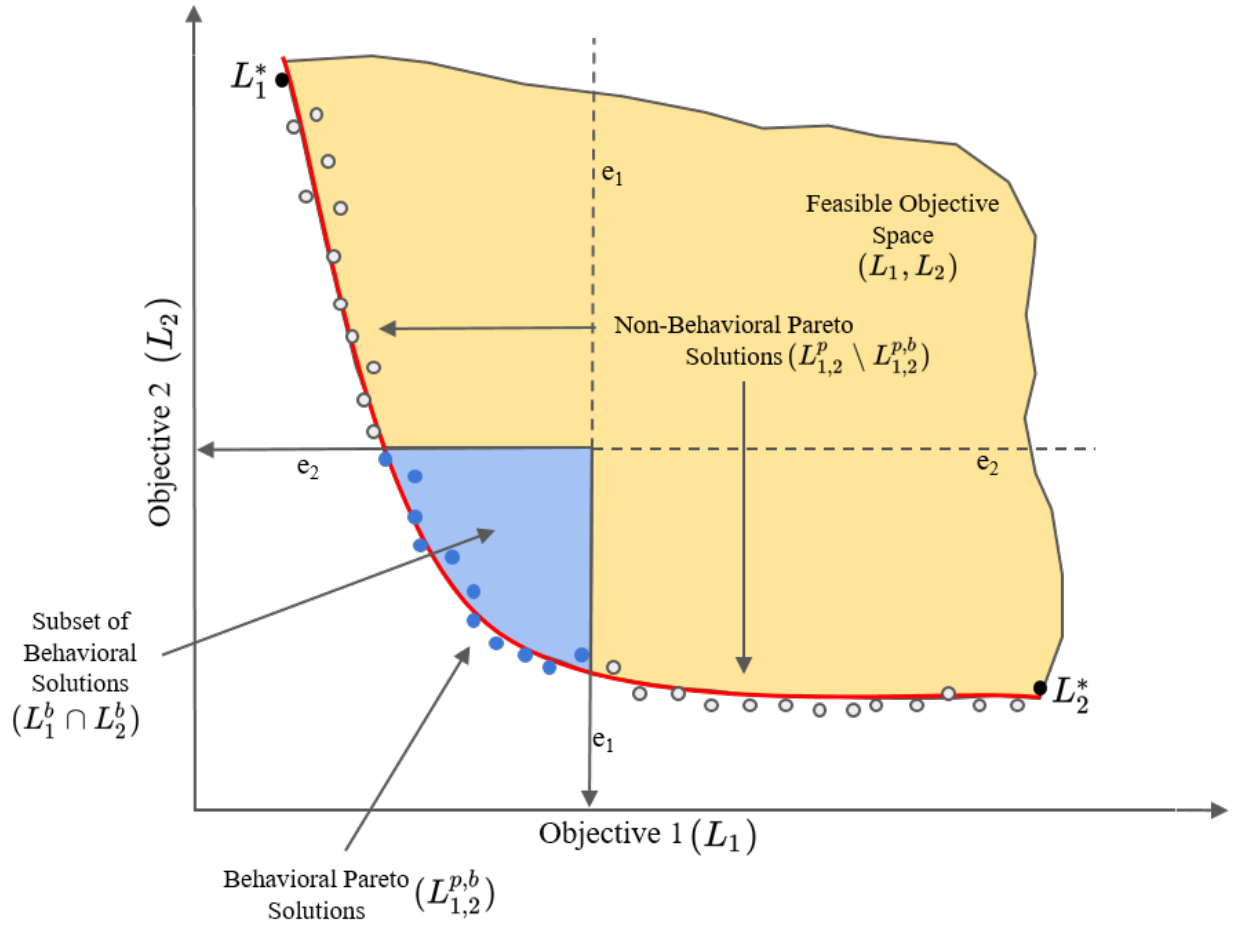 L₁*
e₁
Feasible Objective
Space
(L₁, L₂)
Non-Behavioral Pareto
Solutions (L₁,₂ᵖ \ L₁,₂ᵖ,ᵇ)
Objective 2 (L₂)
e₂
e₂
Subset of
Behavioral
Solutions
(L₁ᵇ ∩ L₂ᵇ)
L₂*
e₁
Objective 1 (L₁)
Behavioral Pareto (L₁,₂ᵖ,ᵇ)
Solutions